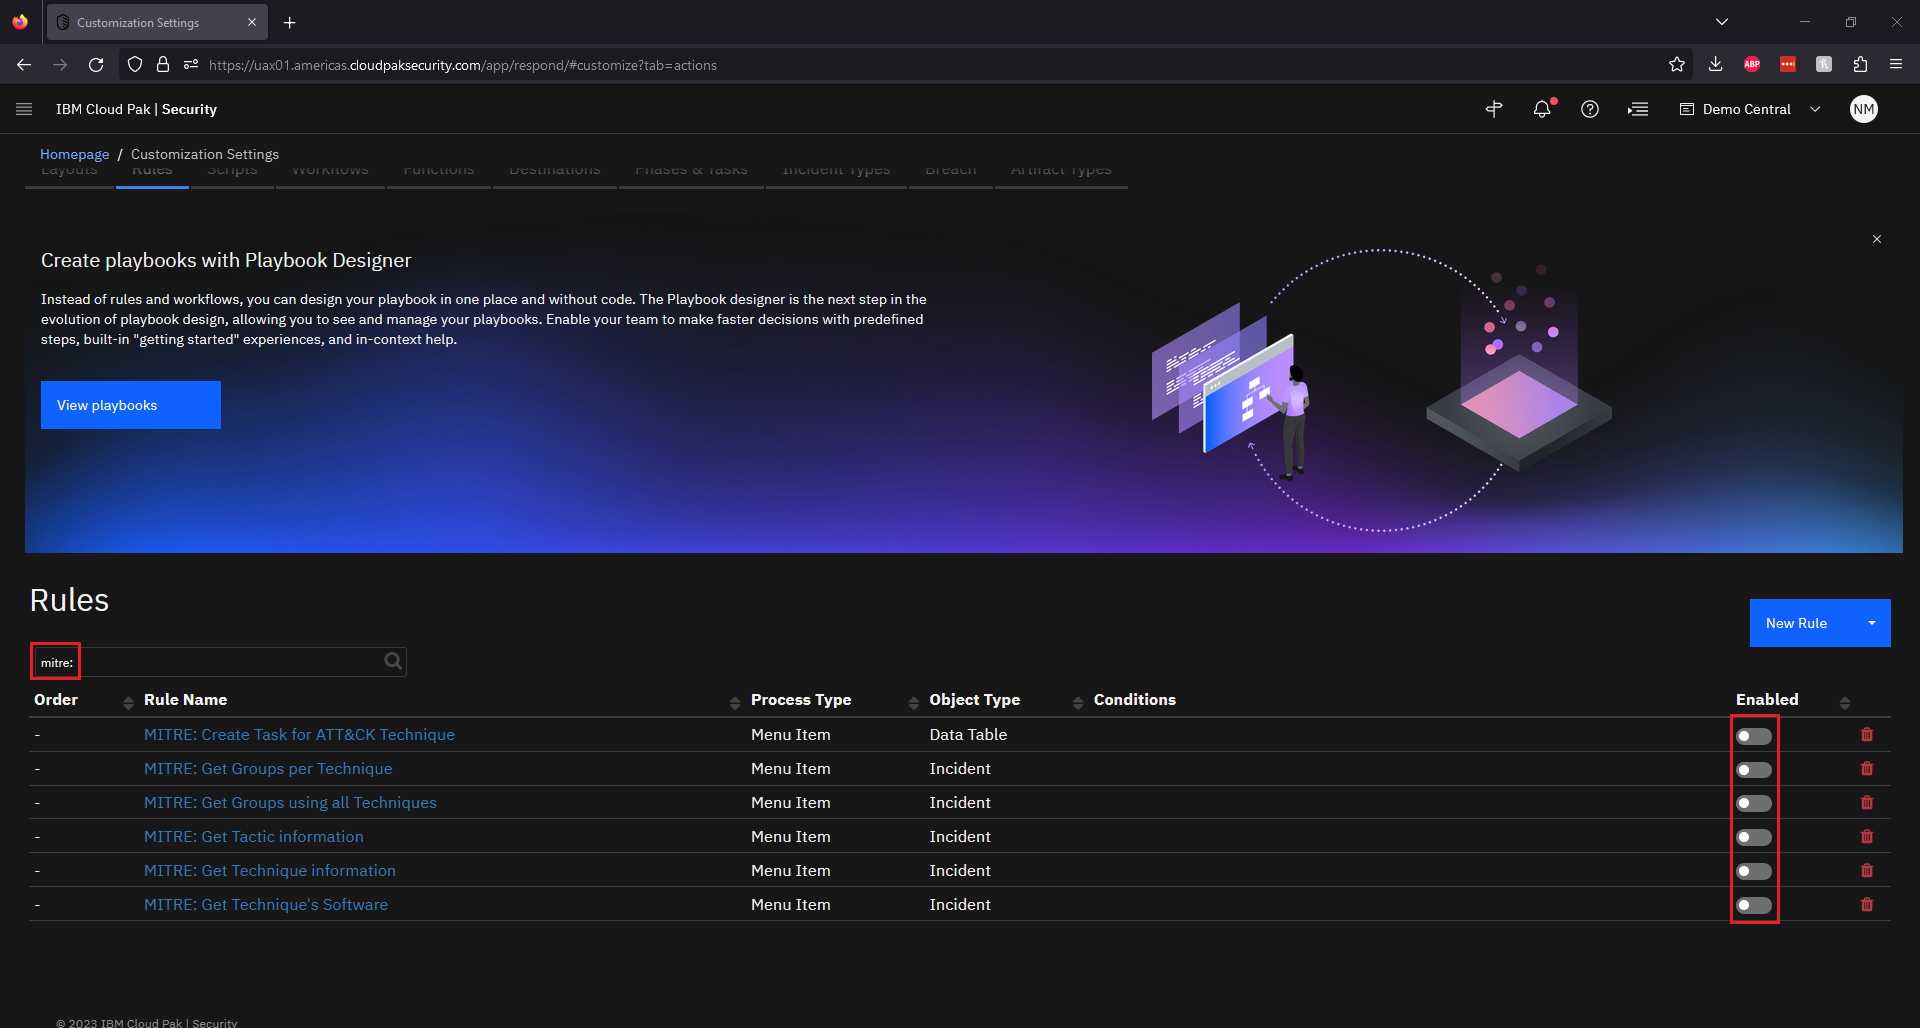 Customization Settings
https://uax01.americas.cloudpaksecurity.com/app/respond/#customize?tab=actions
ABP
IBM Cloud Pak | Security
Demo Central
NM
Homepage / Customization Settings
Layouts Rules Scripts Workflows Functions Destinations Phases & Tasks Incident Types Breach Artifact Types
Create playbooks with Playbook Designer
Instead of rules and workflows, you can design your playbook in one place and without code. The Playbook designer is the next step in the
evolution of playbook design, allowing you to see and manage your playbooks. Enable your team to make faster decisions with predefined
steps, built-in "getting started" experiences, and in-context help.
View playbooks
Rules
New Rule
mitre:
Order Rule Name Process Type Object Type Conditions Enabled
- MITRE: Create Task for ATT&CK Technique Menu Item Data Table
- MITRE: Get Groups per Technique Menu Item Incident
- MITRE: Get Groups using all Techniques Menu Item Incident
- MITRE: Get Tactic information Menu Item Incident
- MITRE: Get Technique information Menu Item Incident
- MITRE: Get Technique's Software Menu Item Incident
© 2023 IBM Cloud Pak | Security